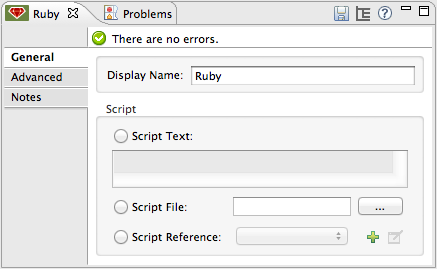 Ruby
Problems
There are no errors.
General
Advanced
Notes
Display Name: Ruby
Script
Script Text:
Script File: ...
Script Reference: